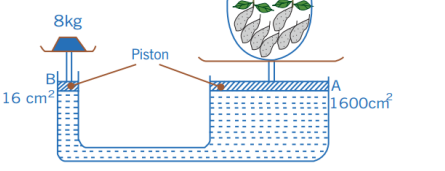 8kg
Piston
B
A
16 cm²
1600cm²